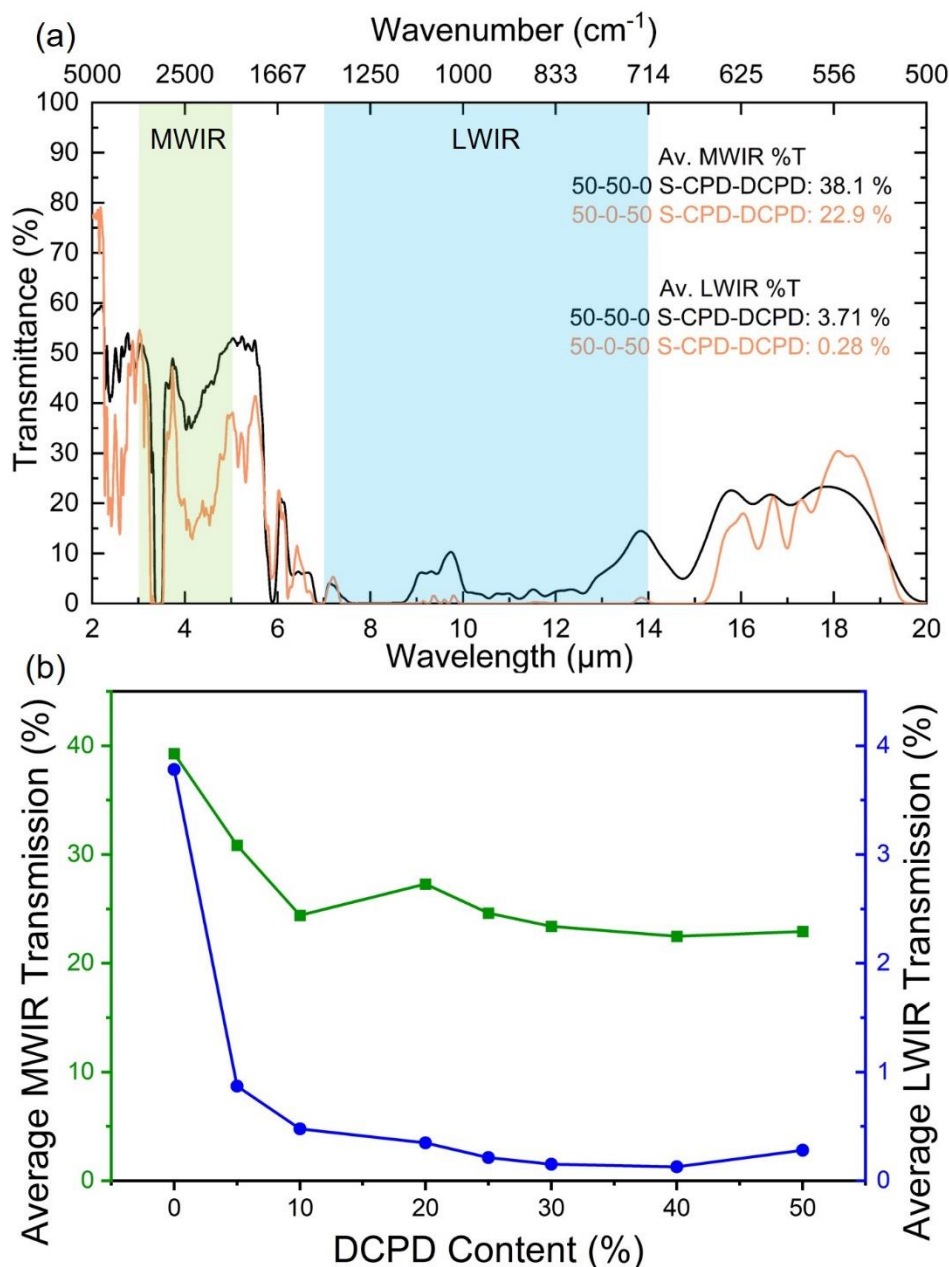 (a)
Wavenumber (cm⁻¹)
5000 2500 1667 1250 1000 833 714 625 556 500
100
90
80
70
60
50
40
30
20
10
0
Transmittance (%)
MWIR
LWIR
Av. MWIR %T
50-50-0 S-CPD-DCPD: 38.1 %
50-0-50 S-CPD-DCPD: 22.9 %
Av. LWIR %T
50-50-0 S-CPD-DCPD: 3.71 %
50-0-50 S-CPD-DCPD: 0.28 %
2 4 6 8 10 12 14 16 18 20
Wavelength (µm)
(b)
Average MWIR Transmission (%)
40
30
20
10
0
4
3
2
1
0
Average LWIR Transmission (%)
0 10 20 30 40 50
DCPD Content (%)